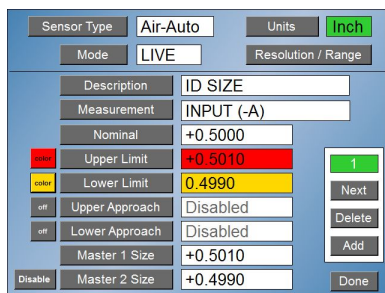 Sensor Type Air-Auto Units Inch
Mode LIVE Resolution / Range
Description ID SIZE
Measurement INPUT (-A)
Nominal +0.5000
color Upper Limit +0.5010 1
color Lower Limit 0.4990 Next
off Upper Approach Disabled Delete
off Lower Approach Disabled Add
Master 1 Size +0.5010
Disable Master 2 Size +0.4990 Done